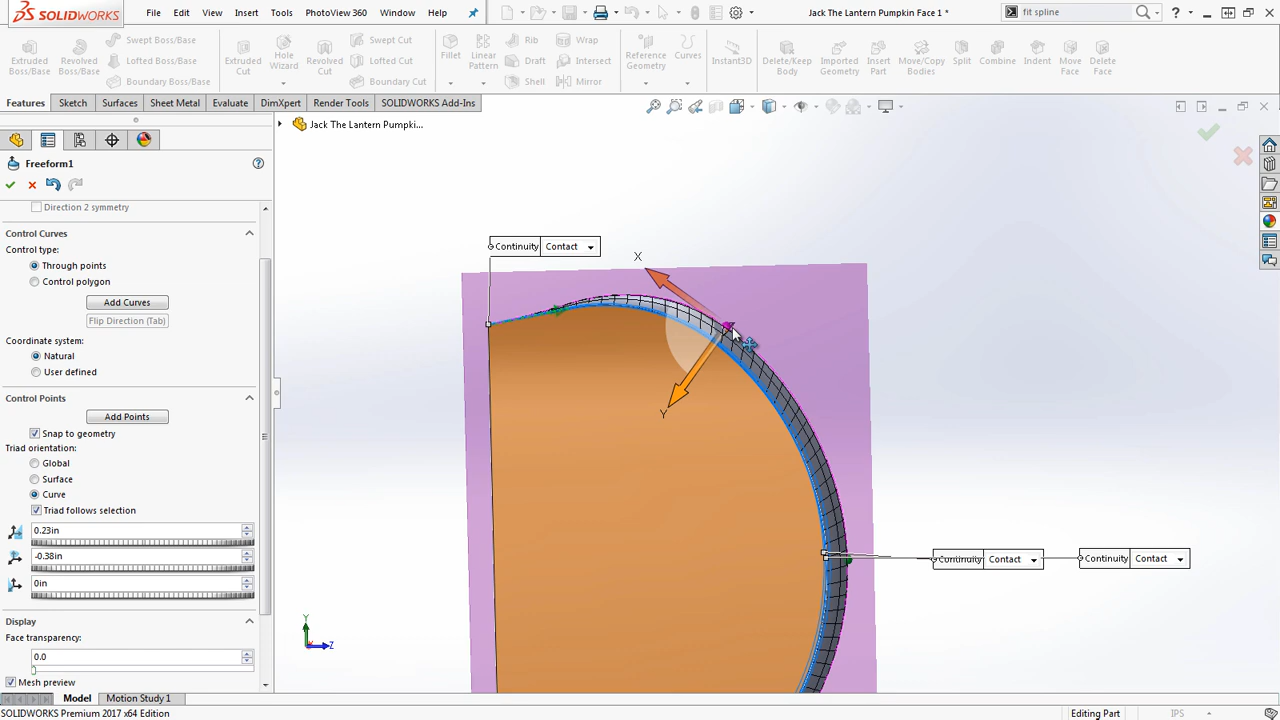 SOLIDWORKS
File Edit View Insert Tools PhotoView 360 Window Help
Jack The Lantern Pumpkin Face 1 *
fit spline
Extruded Boss/Base
Revolved Boss/Base
Swept Boss/Base
Lofted Boss/Base
Boundary Boss/Base
Extruded Cut
Hole Wizard
Revolved Cut
Swept Cut
Lofted Cut
Boundary Cut
Fillet
Linear Pattern
Rib
Draft
Shell
Wrap
Intersect
Mirror
Reference Geometry
Curves
Instant3D
Delete/Keep Body
Imported Geometry
Insert Part
Move/Copy Bodies
Split
Combine
Indent
Move Face
Delete Face
Features Sketch Surfaces Sheet Metal Evaluate DimXpert Render Tools SOLIDWORKS Add-Ins
Jack The Lantern Pumpki...
Freeform1
Direction 2 symmetry
Control Curves
Control type:
Through points
Control polygon
Add Curves
Flip Direction (Tab)
Coordinate system:
Natural
User defined
Control Points
Add Points
Snap to geometry
Triad orientation:
Global
Surface
Curve
Triad follows selection
0.23in
-0.38in
0in
Display
Face transparency:
0.0
Mesh preview
Continuity Contact
X
Y
Continuity Contact
Continuity Contact
Y
Z
Model Motion Study 1
SOLIDWORKS Premium 2017 x64 Edition
Editing Part
IPS